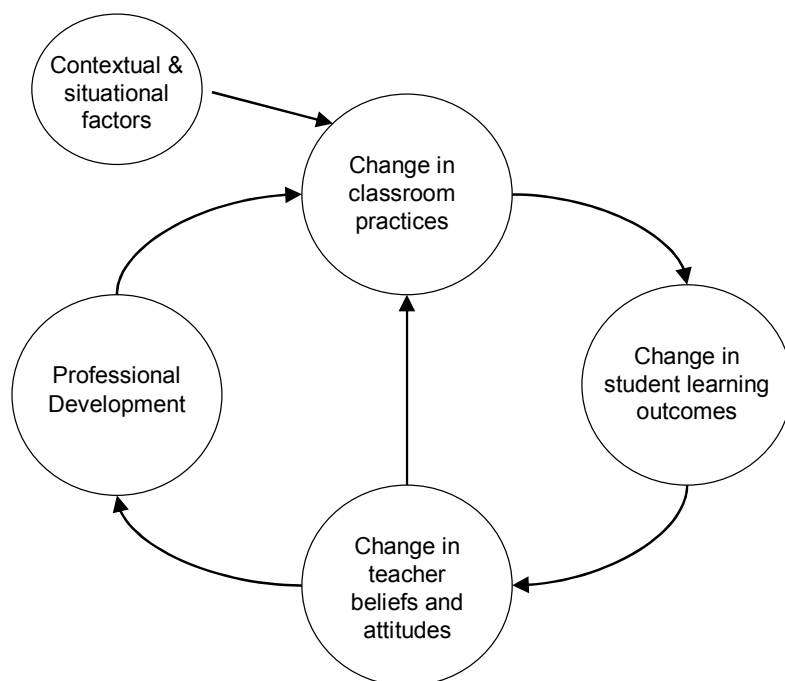 Contextual &
situational
factors
Change in
classroom
practices
Professional
Development
Change in
student learning
outcomes
Change in
teacher
beliefs and
attitudes